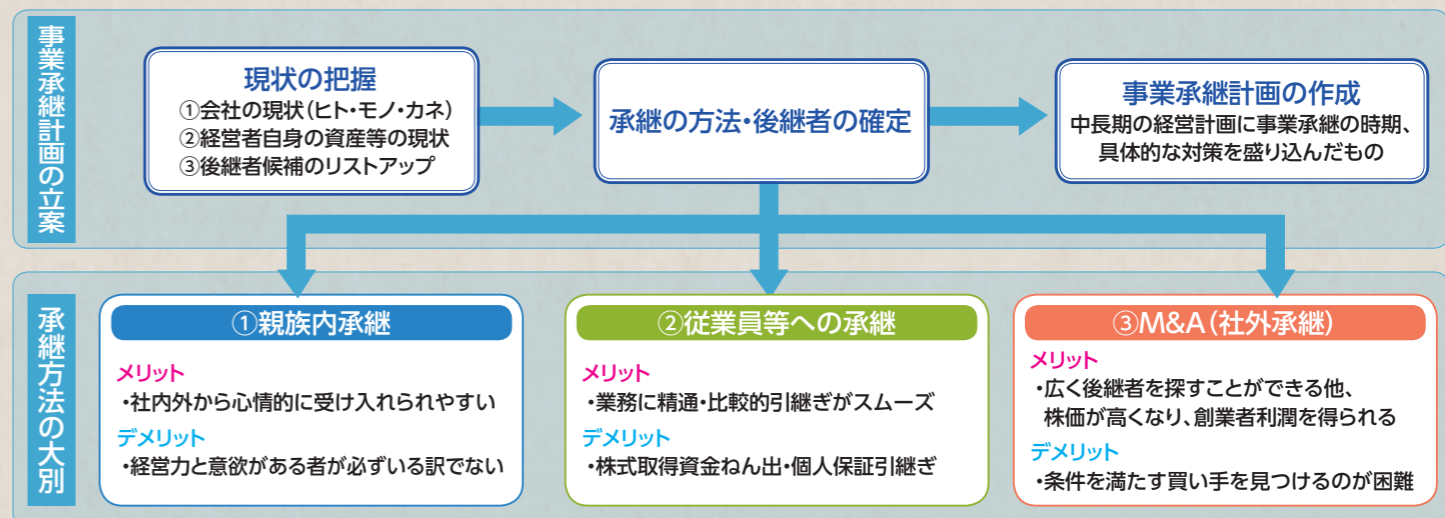 事業承継計画の立案
現状の把握
①会社の現状(ヒト・モノ・カネ)
②経営者自身の資産等の現状
③後継者候補のリストアップ
承継の方法・後継者の確定
事業承継計画の作成
中長期の経営計画に事業承継の時期、
具体的な対策を盛り込んだもの
承継方法の大別
①親族内承継
メリット
・社内外から心情的に受け入れられやすい
デメリット
・経営力と意欲がある者が必ずいる訳でない
②従業員等への承継
メリット
・業務に精通・比較的引継ぎがスムーズ
デメリット
・株式取得資金ねん出・個人保証引継ぎ
③M&A(社外承継)
メリット
・広く後継者を探すことができる他、
株価が高くなり、創業者利潤を得られる
デメリット
・条件を満たす買い手を見つけるのが困難